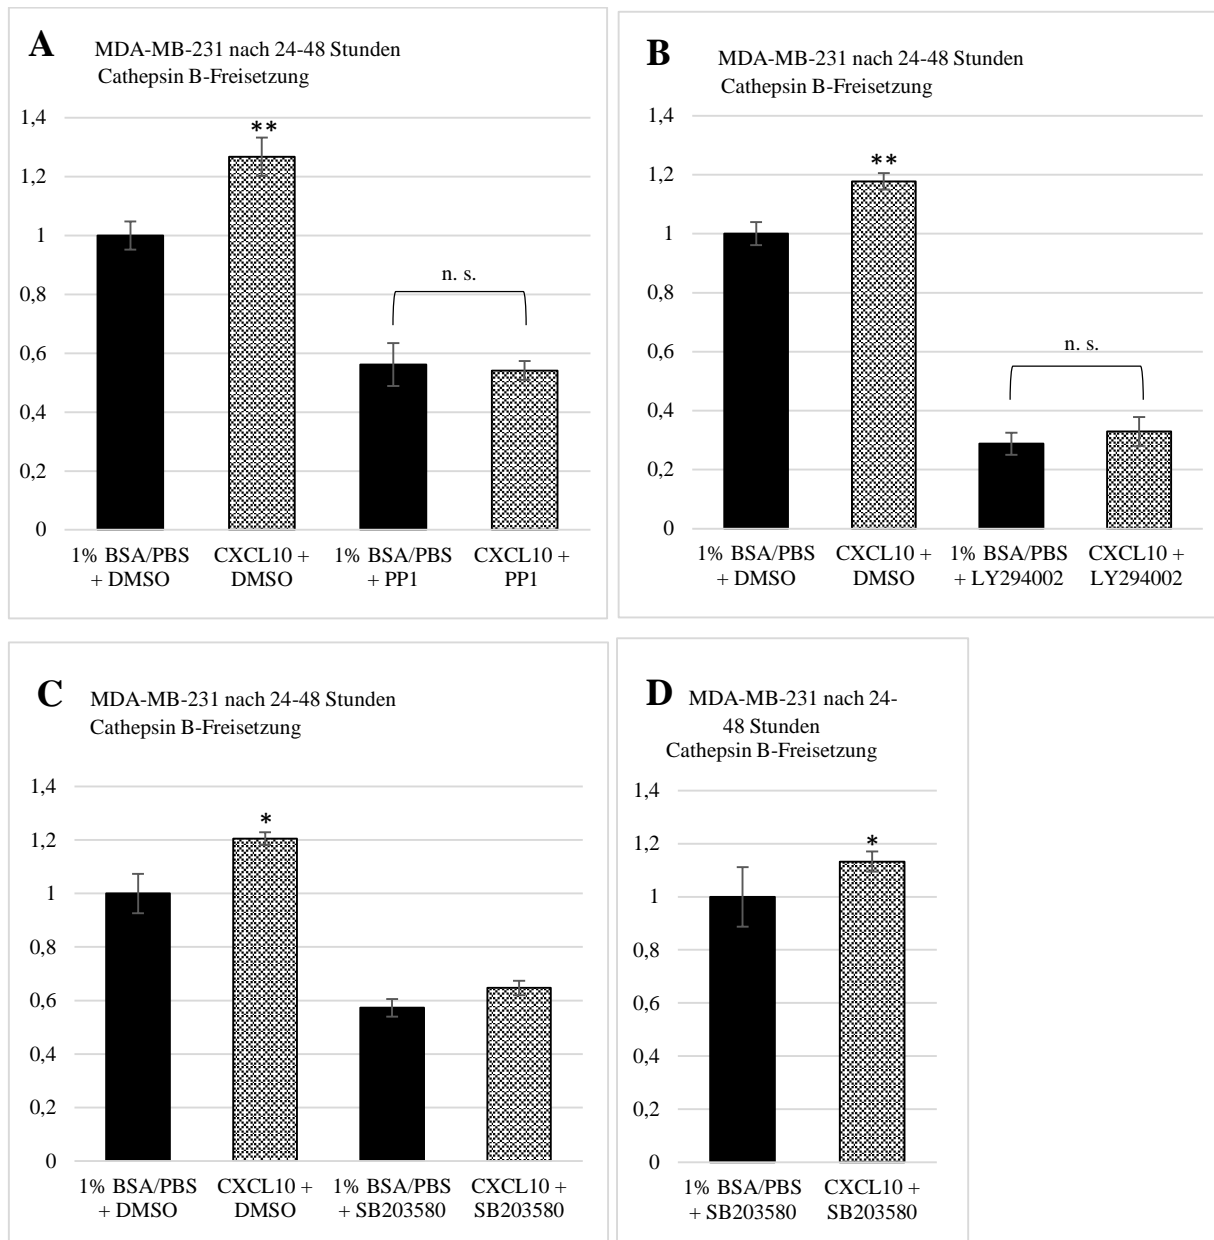 A
MDA-MB-231 nach 24-48 Stunden
Cathepsin B-Freisetzung
1,4
1,2
1
0,8
0,6
0,4
0,2
0
**
n. s.
1% BSA/PBS
+ DMSO
CXCL10 +
DMSO
1% BSA/PBS
+ PP1
CXCL10 +
PP1
B
MDA-MB-231 nach 24-48 Stunden
Cathepsin B-Freisetzung
1,4
1,2
1
0,8
0,6
0,4
0,2
0
**
n. s.
1% BSA/PBS
+ DMSO
CXCL10 +
DMSO
1% BSA/PBS
+ LY294002
CXCL10 +
LY294002
C
MDA-MB-231 nach 24-48 Stunden
Cathepsin B-Freisetzung
1,4
1,2
1
0,8
0,6
0,4
0,2
0
*
1% BSA/PBS
+ DMSO
CXCL10 +
DMSO
1% BSA/PBS
+ SB203580
CXCL10 +
SB203580
D
MDA-MB-231 nach 24-
48 Stunden
Cathepsin B-Freisetzung
1,4
1,2
1
0,8
0,6
0,4
0,2
0
*
1% BSA/PBS
+ SB203580
CXCL10 +
SB203580